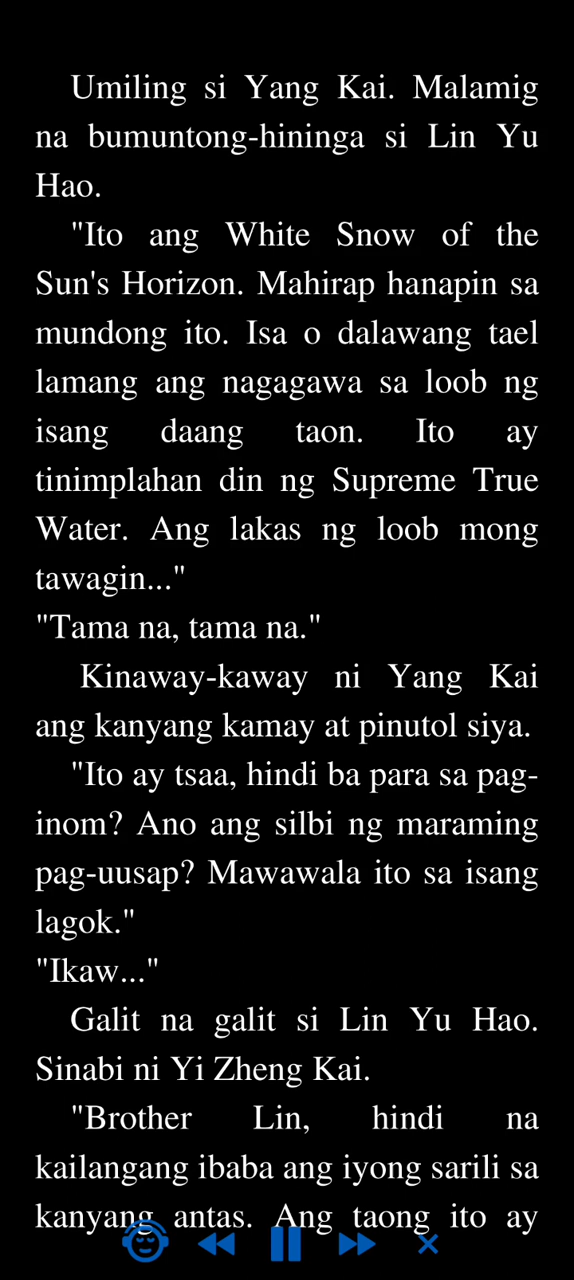 Umiling si Yang Kai. Malamig
na bumuntong-hininga si Lin Yu
Hao.
"Ito ang White Snow of the
Sun's Horizon. Mahirap hanapin sa
mundong ito. Isa o dalawang tael
lamang ang nagagawa sa loob ng
isang daang taon. Ito ay
tinimplahan din ng Supreme True
Water. Ang lakas ng loob mong
tawagin..."
"Tama na, tama na."
Kinaway-kaway ni Yang Kai
ang kanyang kamay at pinutol siya.
"Ito ay tsaa, hindi ba para sa pag-
inom? Ano ang silbi ng maraming
pag-uusap? Mawawala ito sa isang
lagok."
"Ikaw..."
Galit na galit si Lin Yu Hao.
Sinabi ni Yi Zheng Kai.
"Brother Lin, hindi na
kailangang ibaba ang iyong sarili sa
kanyang antas. Ang taong ito ay